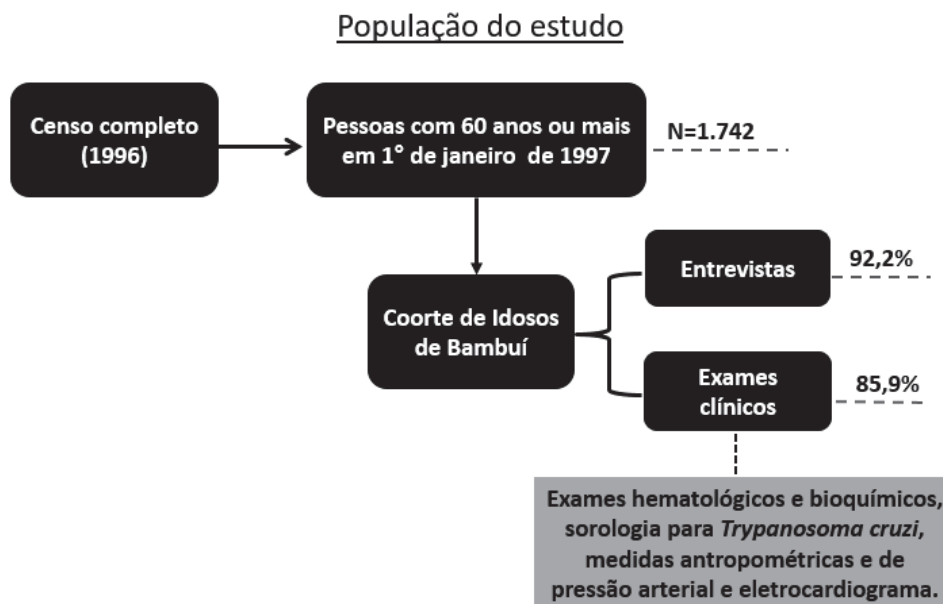 População do estudo
Censo completo
(1996)
Pessoas com 60 anos ou mais
em 1° de janeiro de 1997
N=1.742
Coorte de Idosos
de Bambuí
Entrevistas
92,2%
Exames
clínicos
85,9%
Exames hematológicos e bioquímicos,
sorologia para Trypanosoma cruzi,
medidas antropométricas e de
pressão arterial e eletrocardiograma.